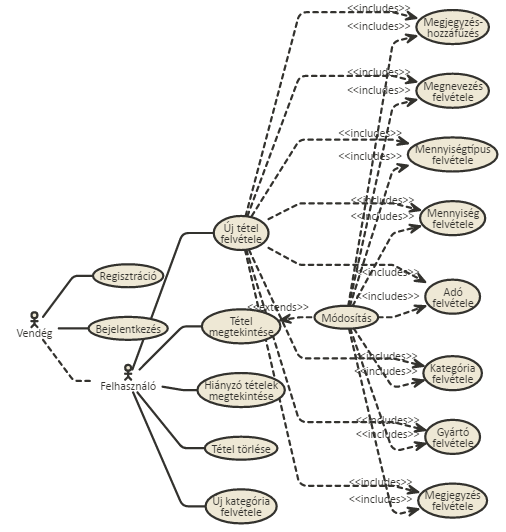 <<includes>>
Megjegyzés-
hozzáfűzés
<<includes>>
<<includes>>
Megnevezés
felvétele
<<includes>>
<<includes>>
Mennyiségtípus
felvétele
<<includes>>
<<includes>>
Mennyiség
felvétele
<<includes>>
Új tétel
felvétele
<<includes>>
Adó
felvétele
<<includes>>
Regisztráció
<<extends>>
Módosítás
Tétel
megtekintése
Bejelentkezés
Vendég
<<includes>>
Kategória
felvétele
<<includes>>
Felhasználó
Hiányzó tételek
megtekintése
<<includes>>
Gyártó
felvétele
<<includes>>
Tétel törlése
<<includes>>
Megjegyzés
felvétele
<<includes>>
Új kategória
felvétele